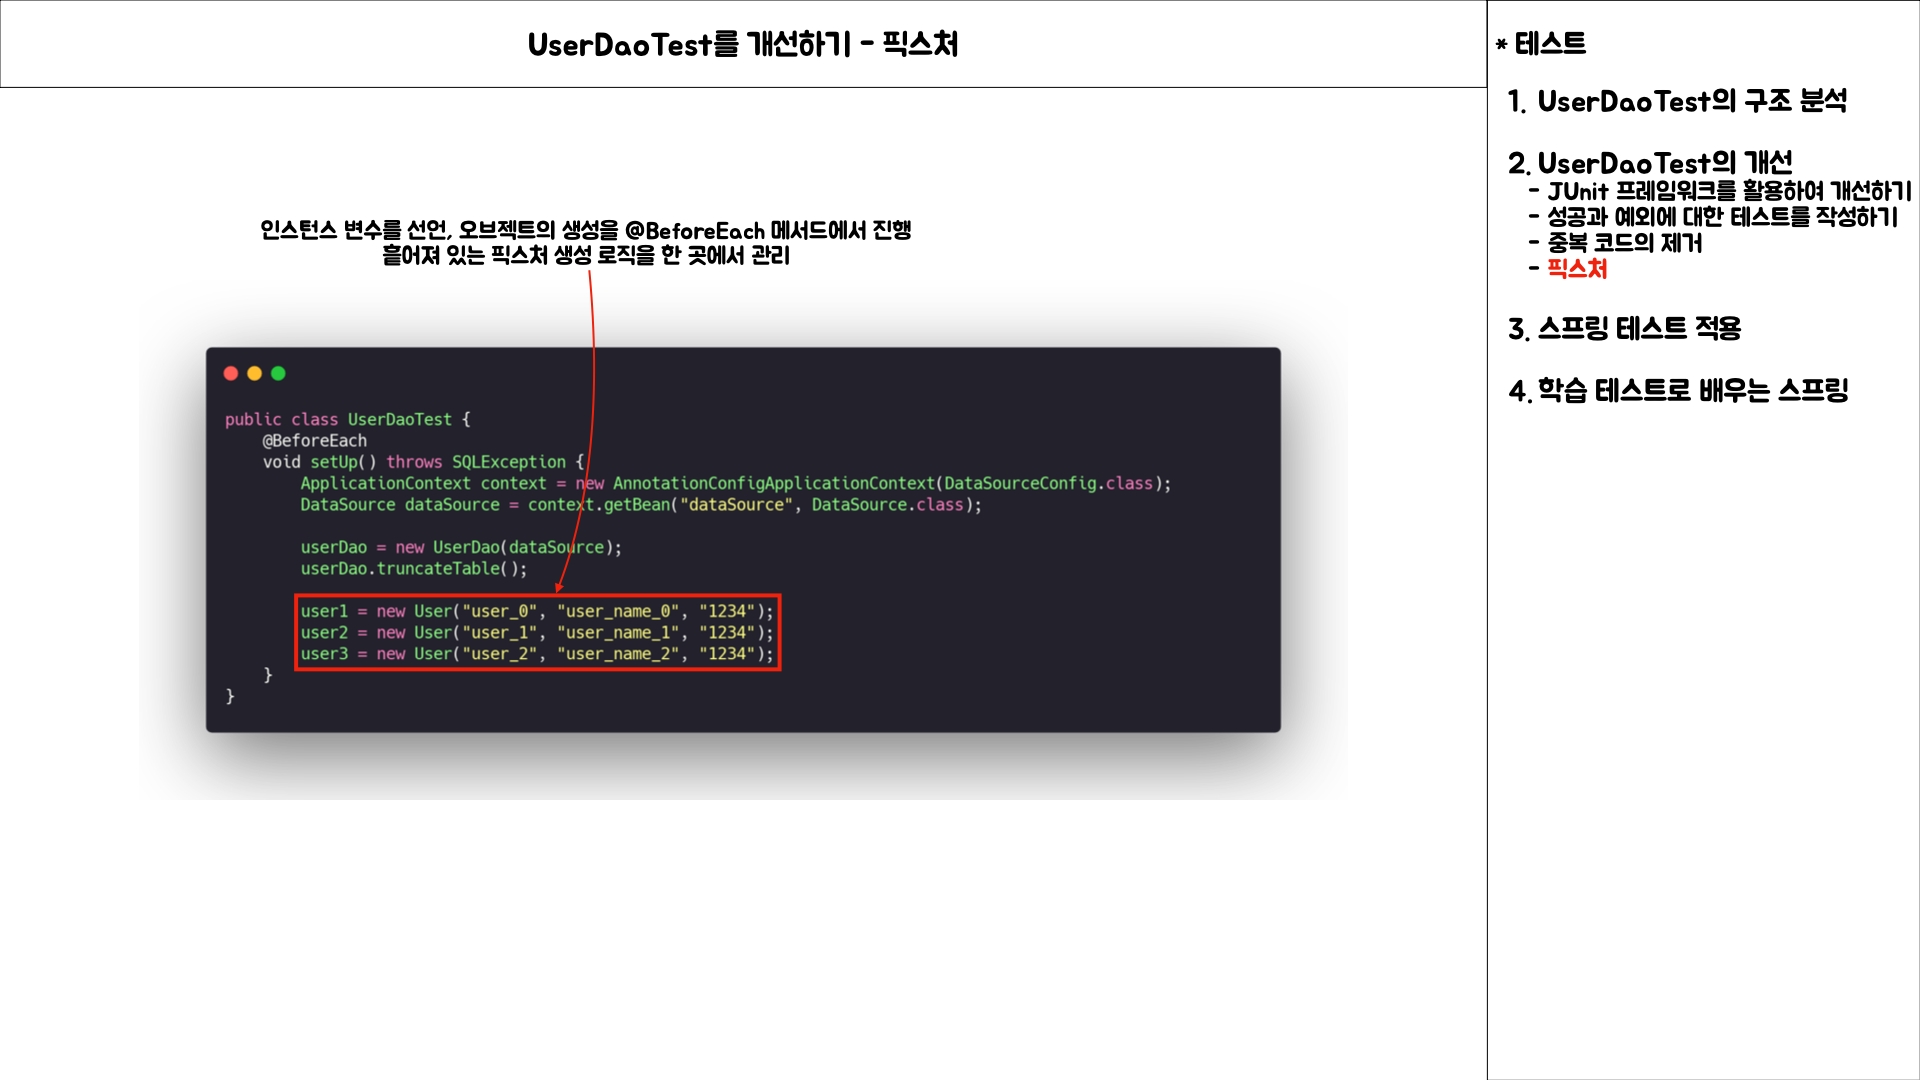 UserDaoTest를 개선하기 - 픽스처
인스턴스 변수를 선언, 오브젝트의 생성을 @BeforeEach 메서드에서 진행
흩어져 있는 픽스처 생성 로직을 한 곳에서 관리
public class UserDaoTest {
    @BeforeEach
    void setUp() throws SQLException {
        ApplicationContext context = new AnnotationConfigApplicationContext(DataSourceConfig.class);
        DataSource dataSource = context.getBean("dataSource", DataSource.class);
        userDao = new UserDao(dataSource);
        userDao.truncateTable();
        user1 = new User("user_0", "user_name_0", "1234");
        user2 = new User("user_1", "user_name_1", "1234");
        user3 = new User("user_2", "user_name_2", "1234");
    }
}
* 테스트
1. UserDaoTest의 구조 분석
2. UserDaoTest의 개선
- JUnit 프레임워크를 활용하여 개선하기
- 성공과 예외에 대한 테스트를 작성하기
- 중복 코드의 제거
- 픽스처
3. 스프링 테스트 적용
4. 학습 테스트로 배우는 스프링